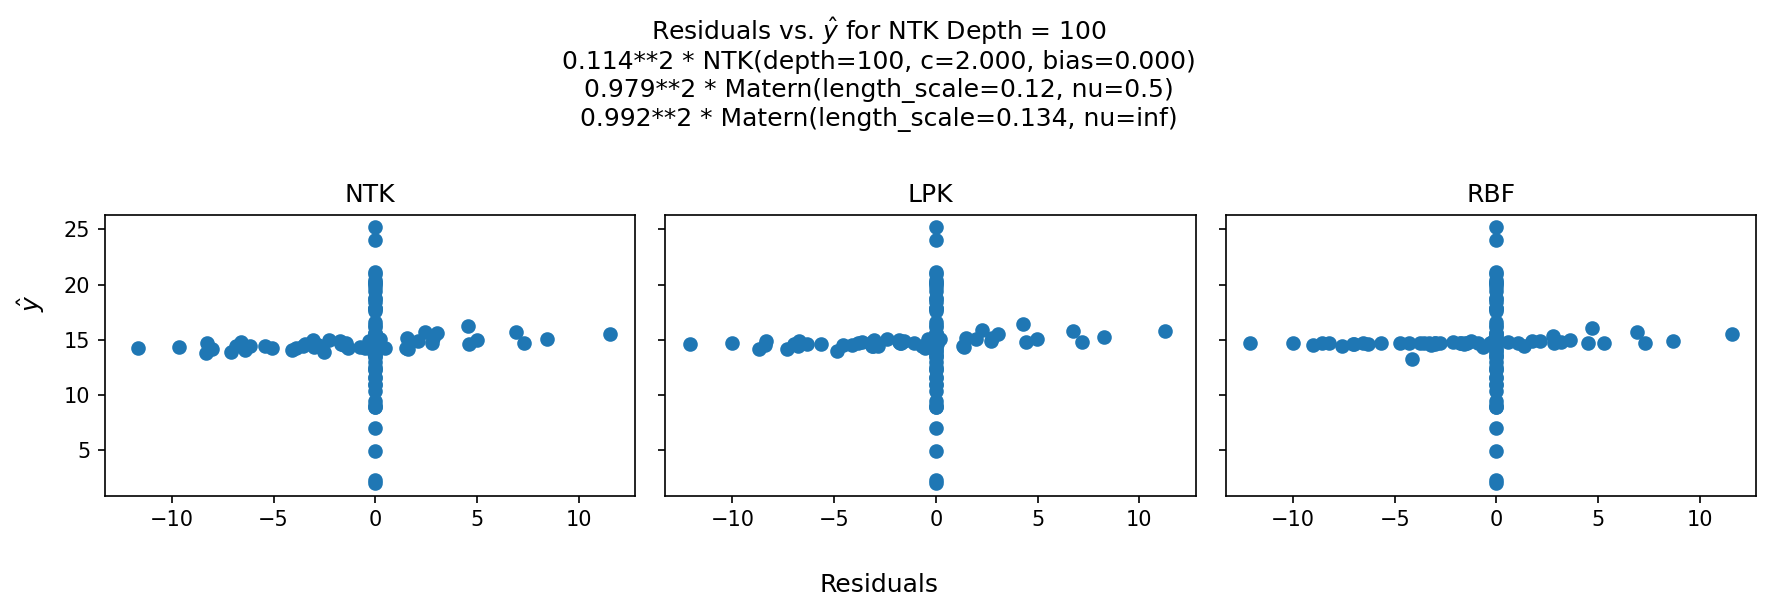 Residuals vs. ŷ for NTK Depth = 100
0.114**2 * NTK(depth=100, c=2.000, bias=0.000)
0.979**2 * Matern(length_scale=0.12, nu=0.5)
0.992**2 * Matern(length_scale=0.134, nu=inf)
NTK
LPK
RBF
ŷ
25
20
15
10
5
−10 −5 0 5 10
−10 −5 0 5 10
−10 −5 0 5 10
Residuals